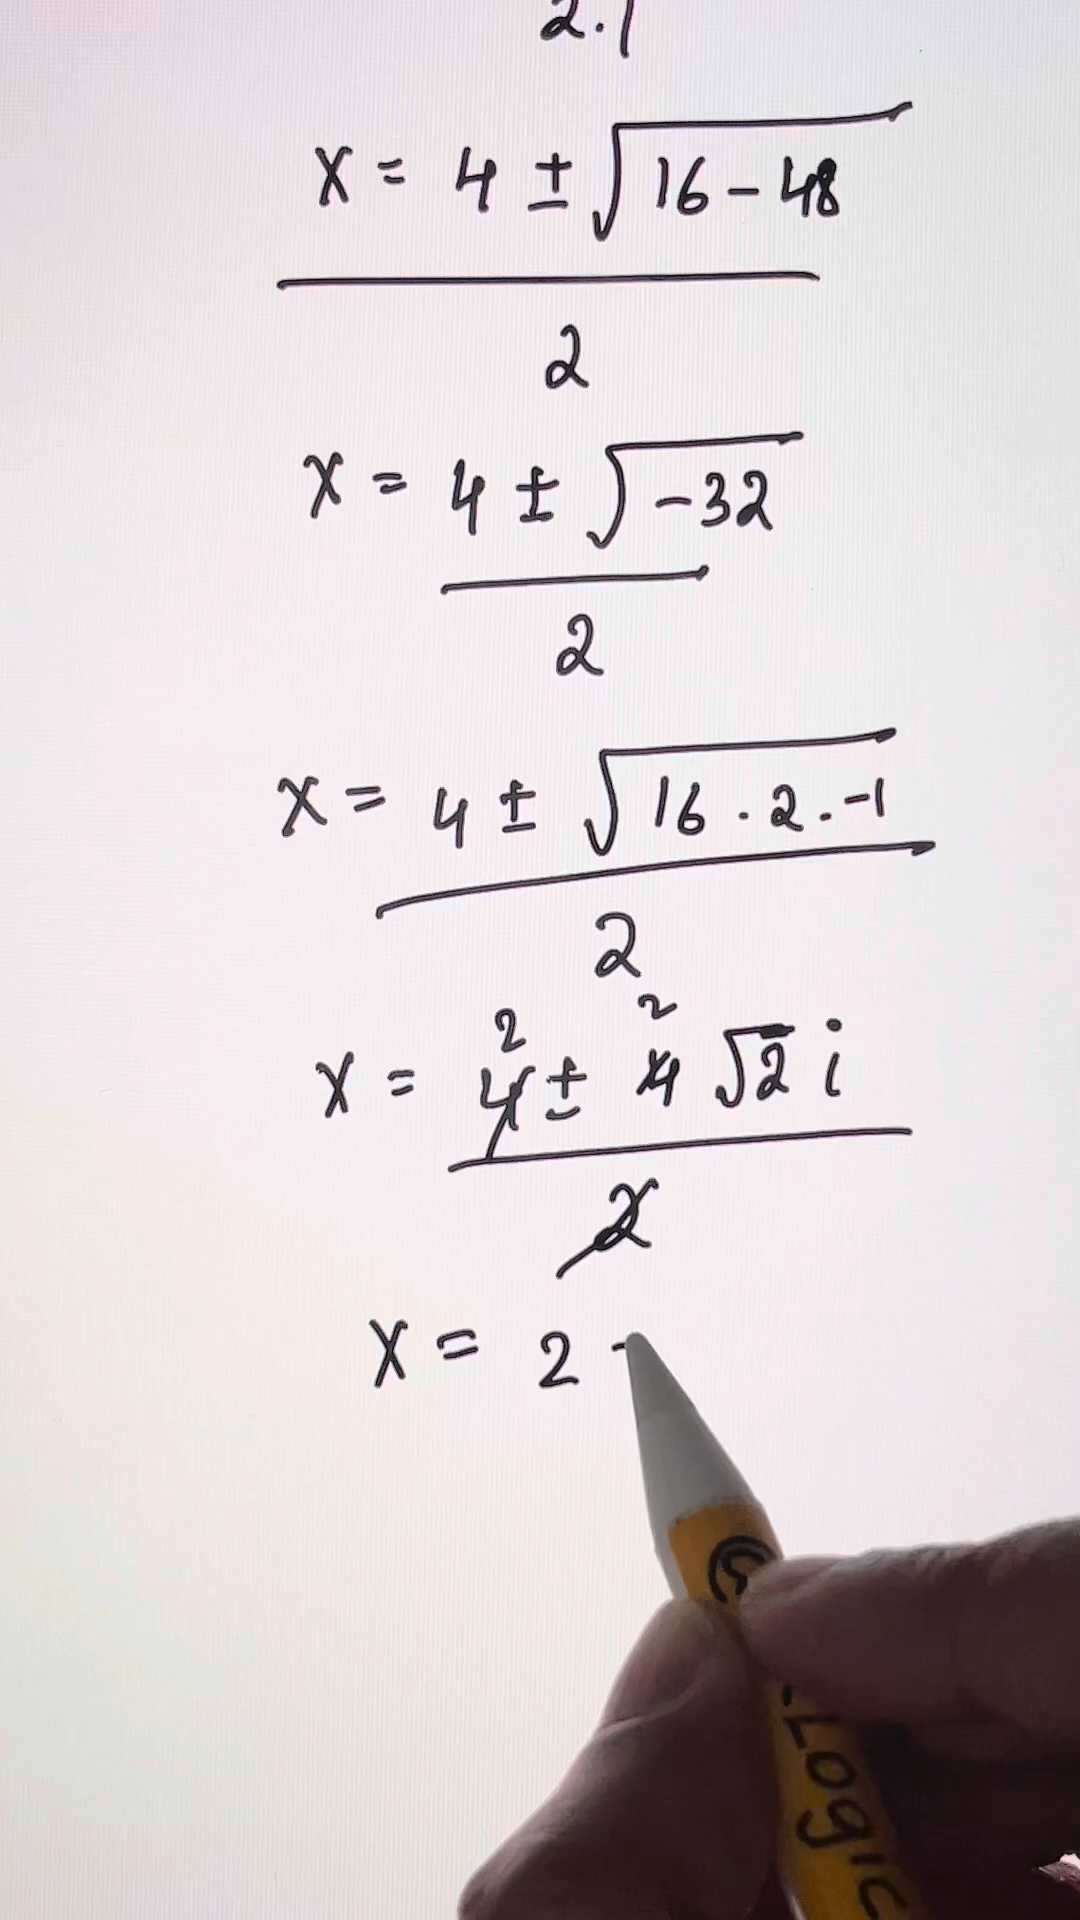 2.1
x = 4 ± √16 - 48
2
x = 4 ± √-32
2
x = 4 ± √16 . 2 . -1
2
2 2
x = 4 ± 4 √2 i
2
x = 2 -
G
-Logic